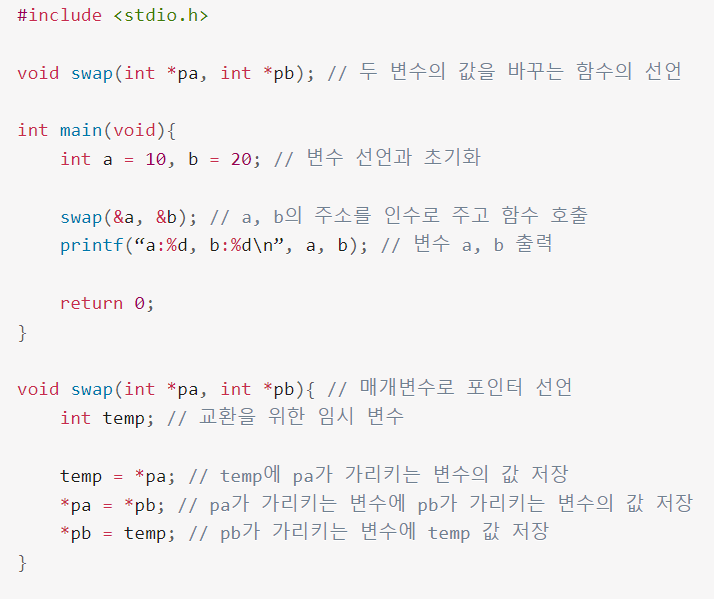 #include <stdio.h>
void swap(int *pa, int *pb); // 두 변수의 값을 바꾸는 함수의 선언
int main(void){
int a = 10, b = 20; // 변수 선언과 초기화
swap(&a, &b); // a, b의 주소를 인수로 주고 함수 호출
printf(“a:%d, b:%d\n”, a, b); // 변수 a, b 출력
return 0;
}
void swap(int *pa, int *pb){ // 매개변수로 포인터 선언
int temp; // 교환을 위한 임시 변수
temp = *pa; // temp에 pa가 가리키는 변수의 값 저장
*pa = *pb; // pa가 가리키는 변수에 pb가 가리키는 변수의 값 저장
*pb = temp; // pb가 가리키는 변수에 temp 값 저장
}